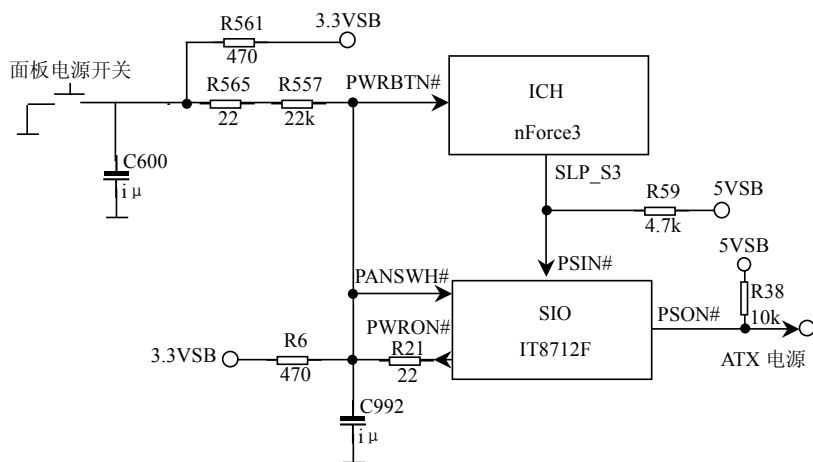 R561
3.3VSB
470
面板电源开关
R565
R557
PWRBTN#
22
22k
ICH
nForce3
C600
i μ
SLP_S3
R59
5VSB
4.7k
5VSB
PSIN#
PANSWH#
R38
10k
PSON#
SIO
IT8712F
PWRON#
R6
R21
3.3VSB
470
22
ATX 电源
C992
i μ